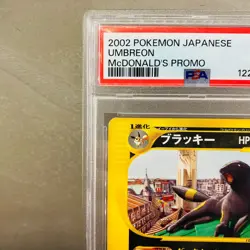 2002 POKEMON JAPANESE
UMBREON
McDONALD'S PROMO
PSA
122
1進化
ブラッキー HP